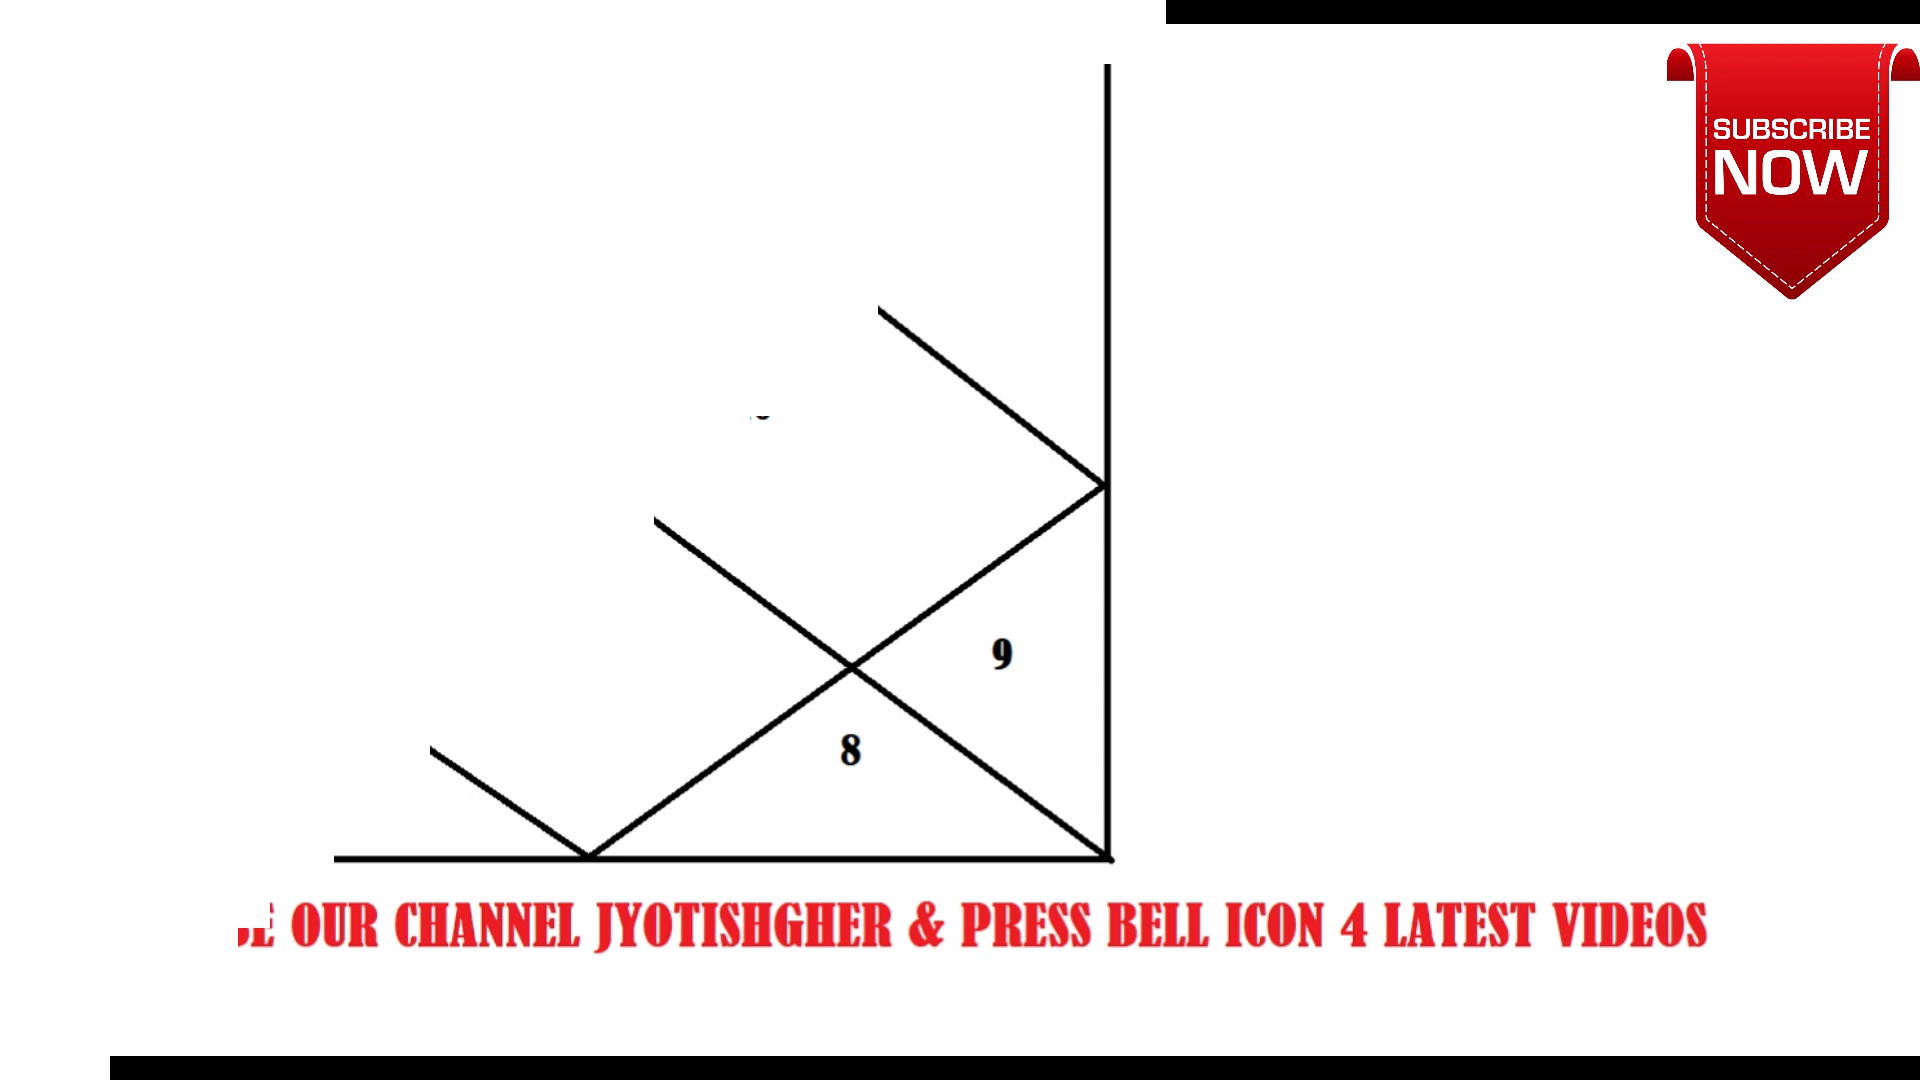 SUBSCRIBE
NOW
9
8
OUR CHANNEL JYOTISHGHER & PRESS BELL ICON 4 LATEST VIDEOS